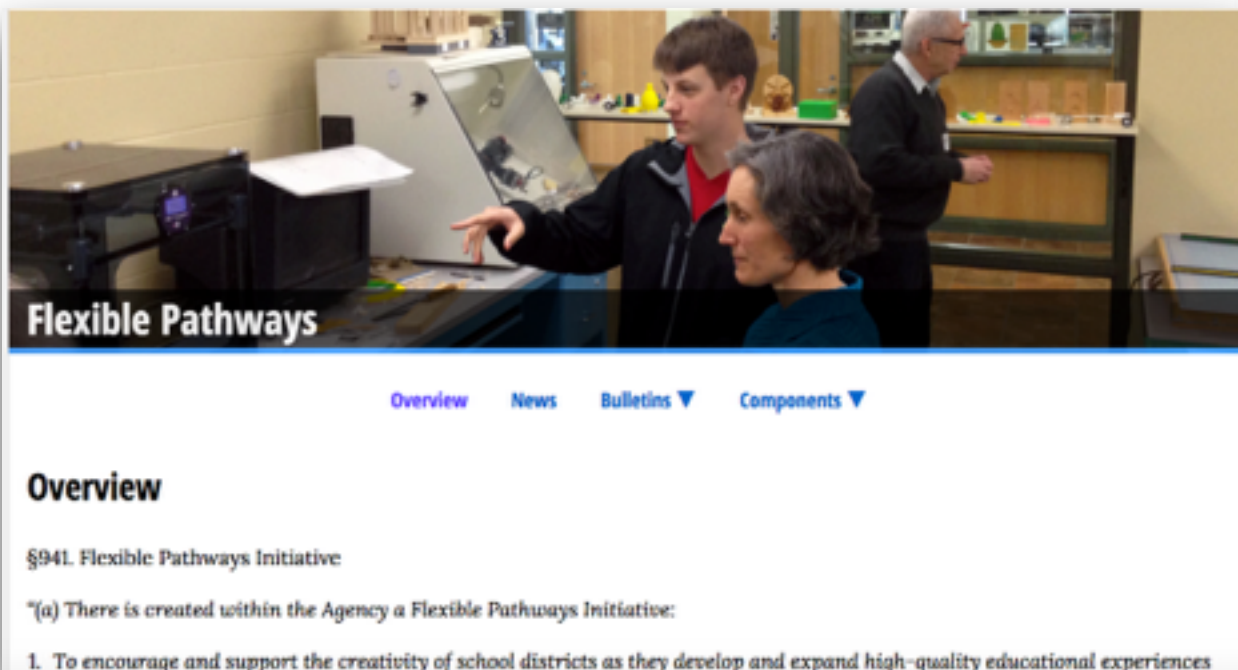 Flexible Pathways
Overview News Bulletins ▼ Components ▼
Overview
§941. Flexible Pathways Initiative
"(a) There is created within the Agency a Flexible Pathways Initiative:
1. To encourage and support the creativity of school districts as they develop and expand high-quality educational experiences